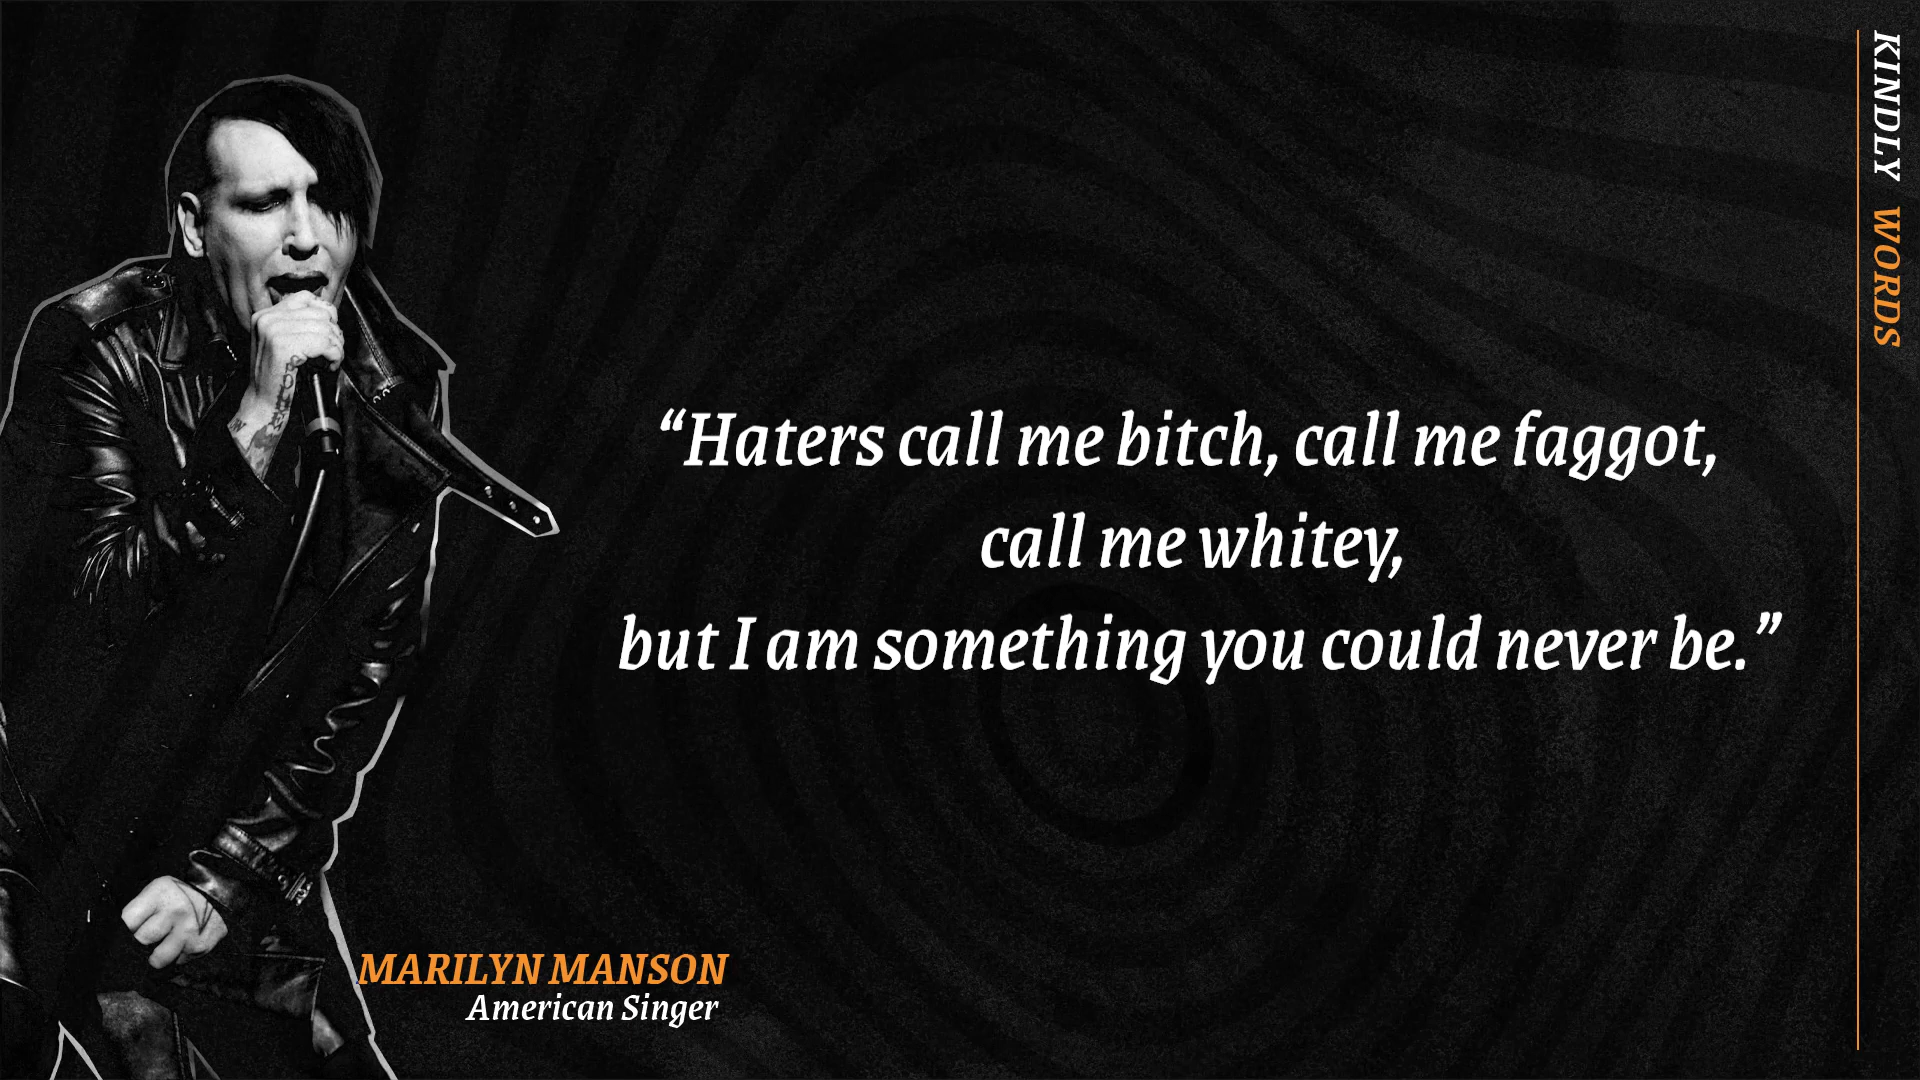 KINDLY WORDS
“Haters call me bitch, call me faggot,
call me whitey,
but I am something you could never be.”
MARILYN MANSON
American Singer